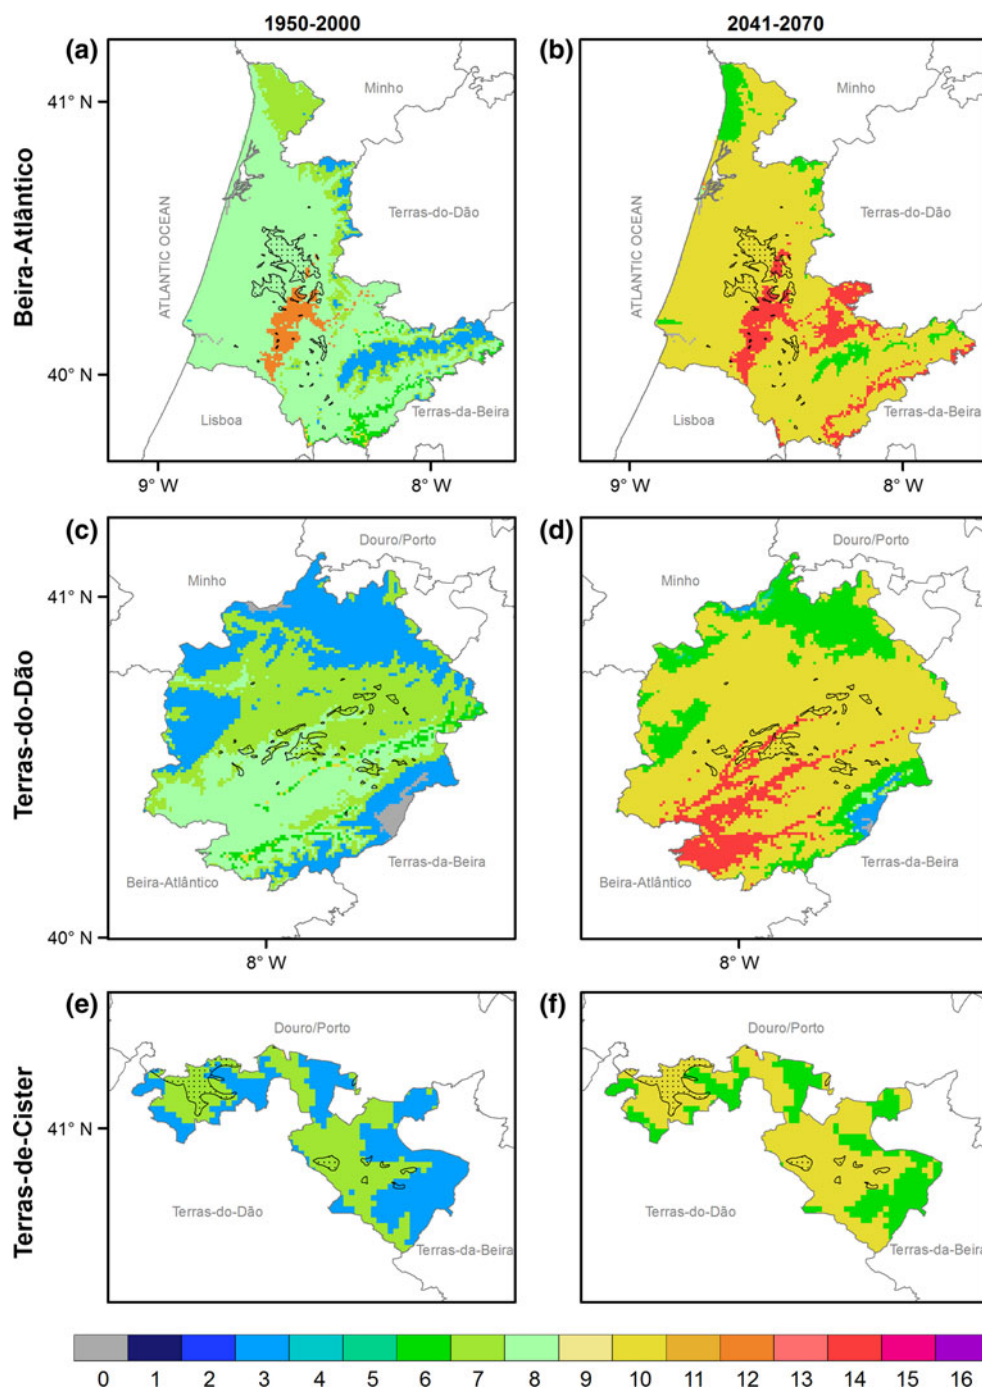 1950-2000
2041-2070
(a)
(b)
Beira-Atlântico
41° N
40° N
ATLANTIC OCEAN
Minho
Terras-do-Dão
Lisboa
Terras-da-Beira
9° W
8° W
ATLANTIC OCEAN
Minho
Terras-do-Dão
Lisboa
Terras-da-Beira
9° W
8° W
(c)
(d)
Terras-do-Dão
41° N
40° N
Douro/Porto
Minho
Terras-da-Beira
Beira-Atlântico
8° W
Douro/Porto
Minho
Terras-da-Beira
Beira-Atlântico
8° W
(e)
(f)
Terras-de-Cister
41° N
Douro/Porto
Terras-do-Dão
Terras-da-Beira
Douro/Porto
Terras-do-Dão
Terras-da-Beira
0 1 2 3 4 5 6 7 8 9 10 11 12 13 14 15 16